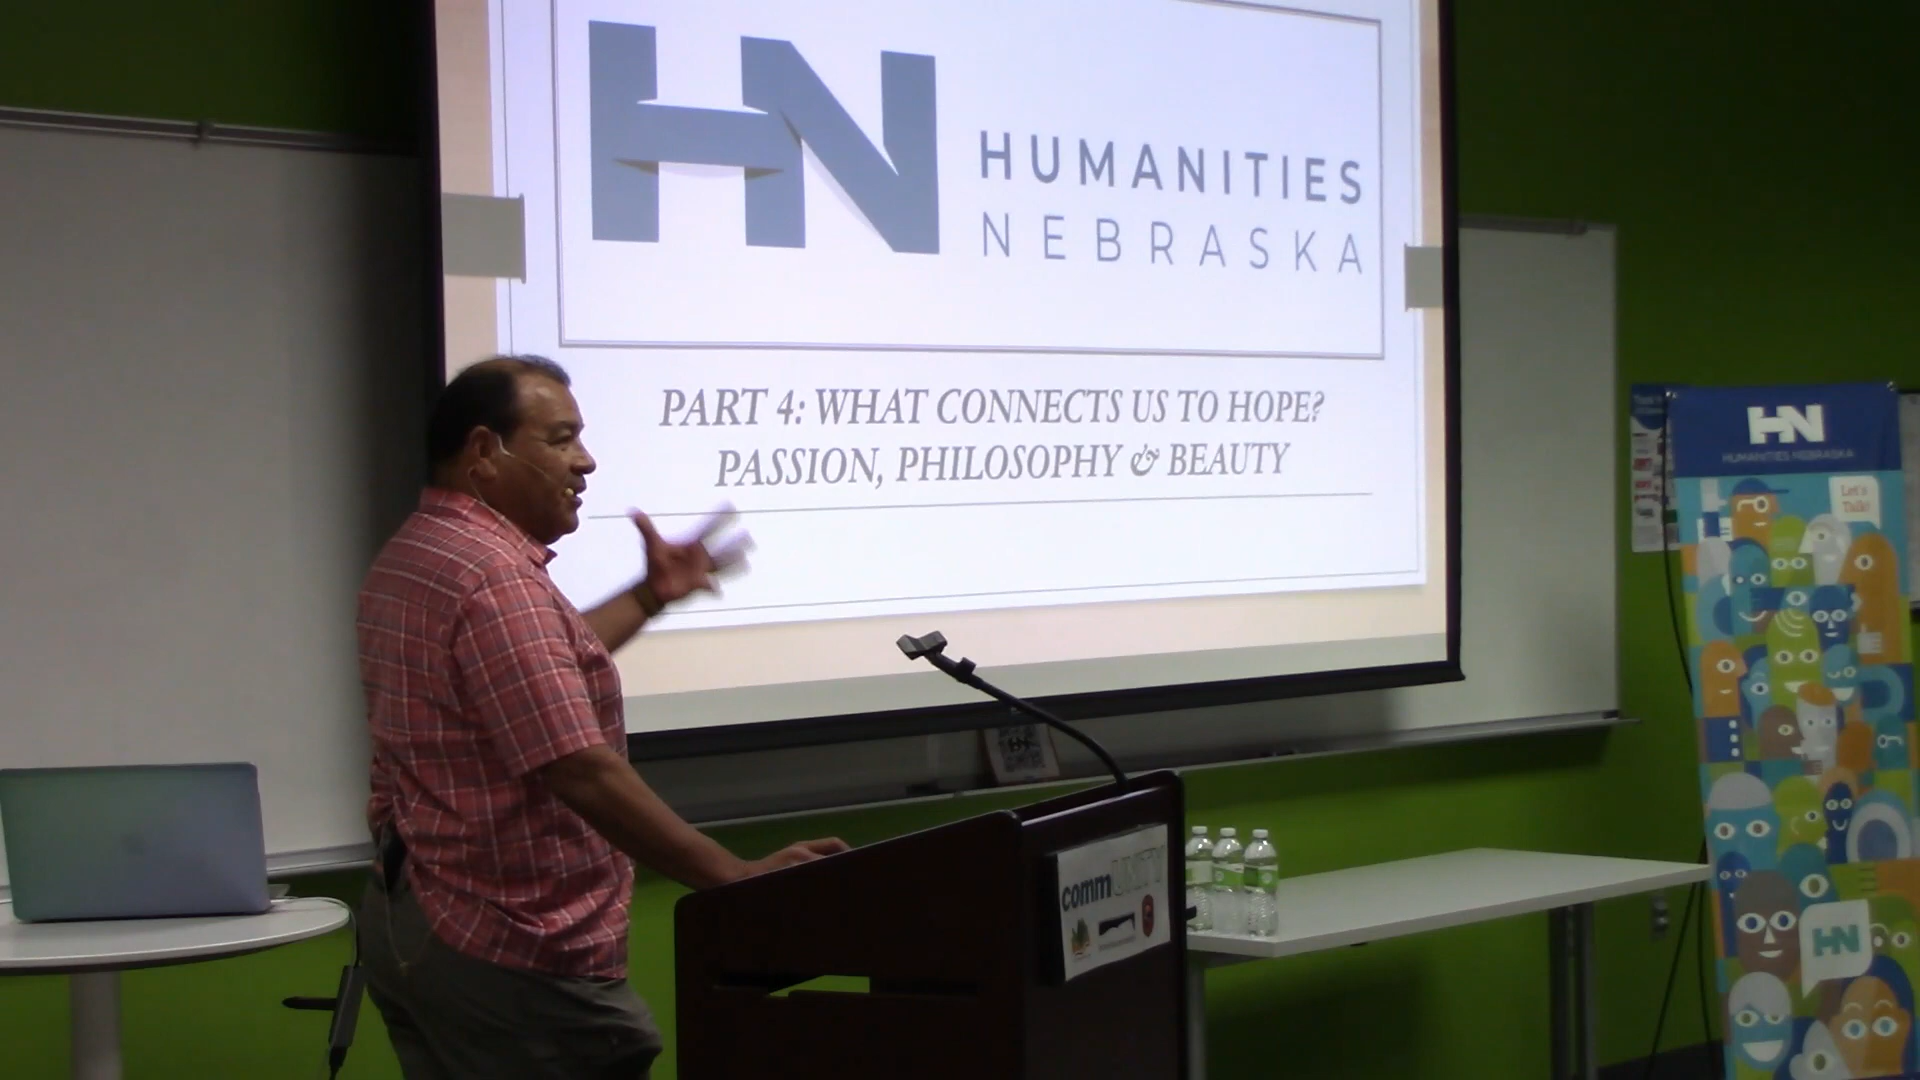 HN
HUMANITIES
NEBRASKA
PART 4: WHAT CONNECTS US TO HOPE?
PASSION, PHILOSOPHY & BEAUTY
HN
HUMANITIES NEBRASKA
Let's
Talk!
commUNITY
HN